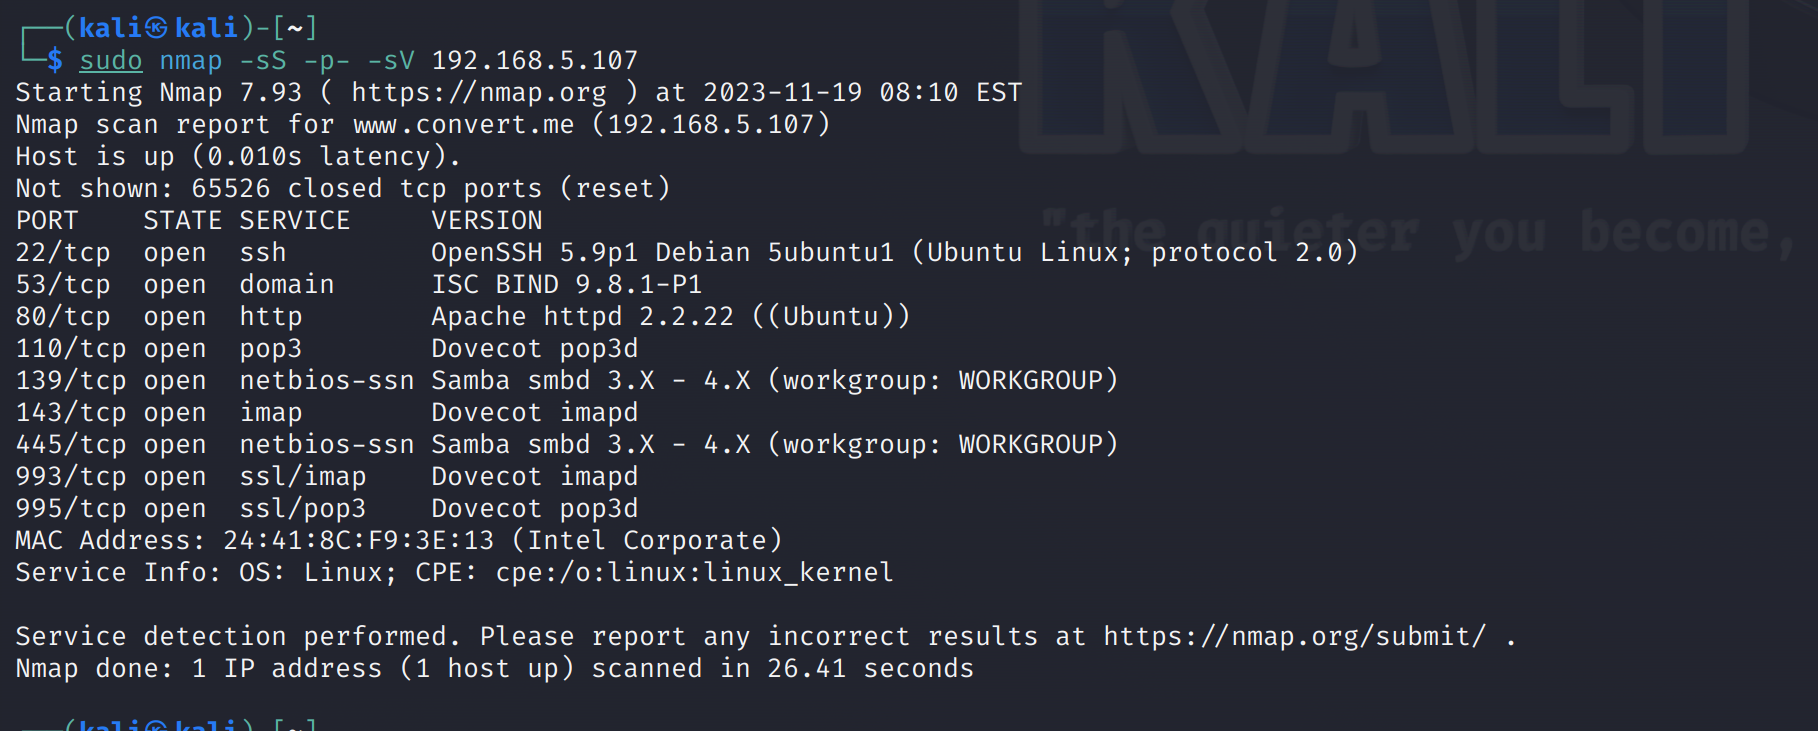 ┌──(kali㉿kali)-[~]
└─$ sudo nmap -sS -p- -sV 192.168.5.107
Starting Nmap 7.93 ( https://nmap.org ) at 2023-11-19 08:10 EST
Nmap scan report for www.convert.me (192.168.5.107)
Host is up (0.010s latency).
Not shown: 65526 closed tcp ports (reset)
PORT    STATE SERVICE     VERSION
22/tcp  open  ssh         OpenSSH 5.9p1 Debian 5ubuntu1 (Ubuntu Linux; protocol 2.0)
53/tcp  open  domain      ISC BIND 9.8.1-P1
80/tcp  open  http        Apache httpd 2.2.22 ((Ubuntu))
110/tcp open  pop3        Dovecot pop3d
139/tcp open  netbios-ssn Samba smbd 3.X - 4.X (workgroup: WORKGROUP)
143/tcp open  imap        Dovecot imapd
445/tcp open  netbios-ssn Samba smbd 3.X - 4.X (workgroup: WORKGROUP)
993/tcp open  ssl/imap    Dovecot imapd
995/tcp open  ssl/pop3    Dovecot pop3d
MAC Address: 24:41:8C:F9:3E:13 (Intel Corporate)
Service Info: OS: Linux; CPE: cpe:/o:linux:linux_kernel
Service detection performed. Please report any incorrect results at https://nmap.org/submit/ .
Nmap done: 1 IP address (1 host up) scanned in 26.41 seconds
┌──(kali㉿kali)-[~]
KALI
"the quieter you become,